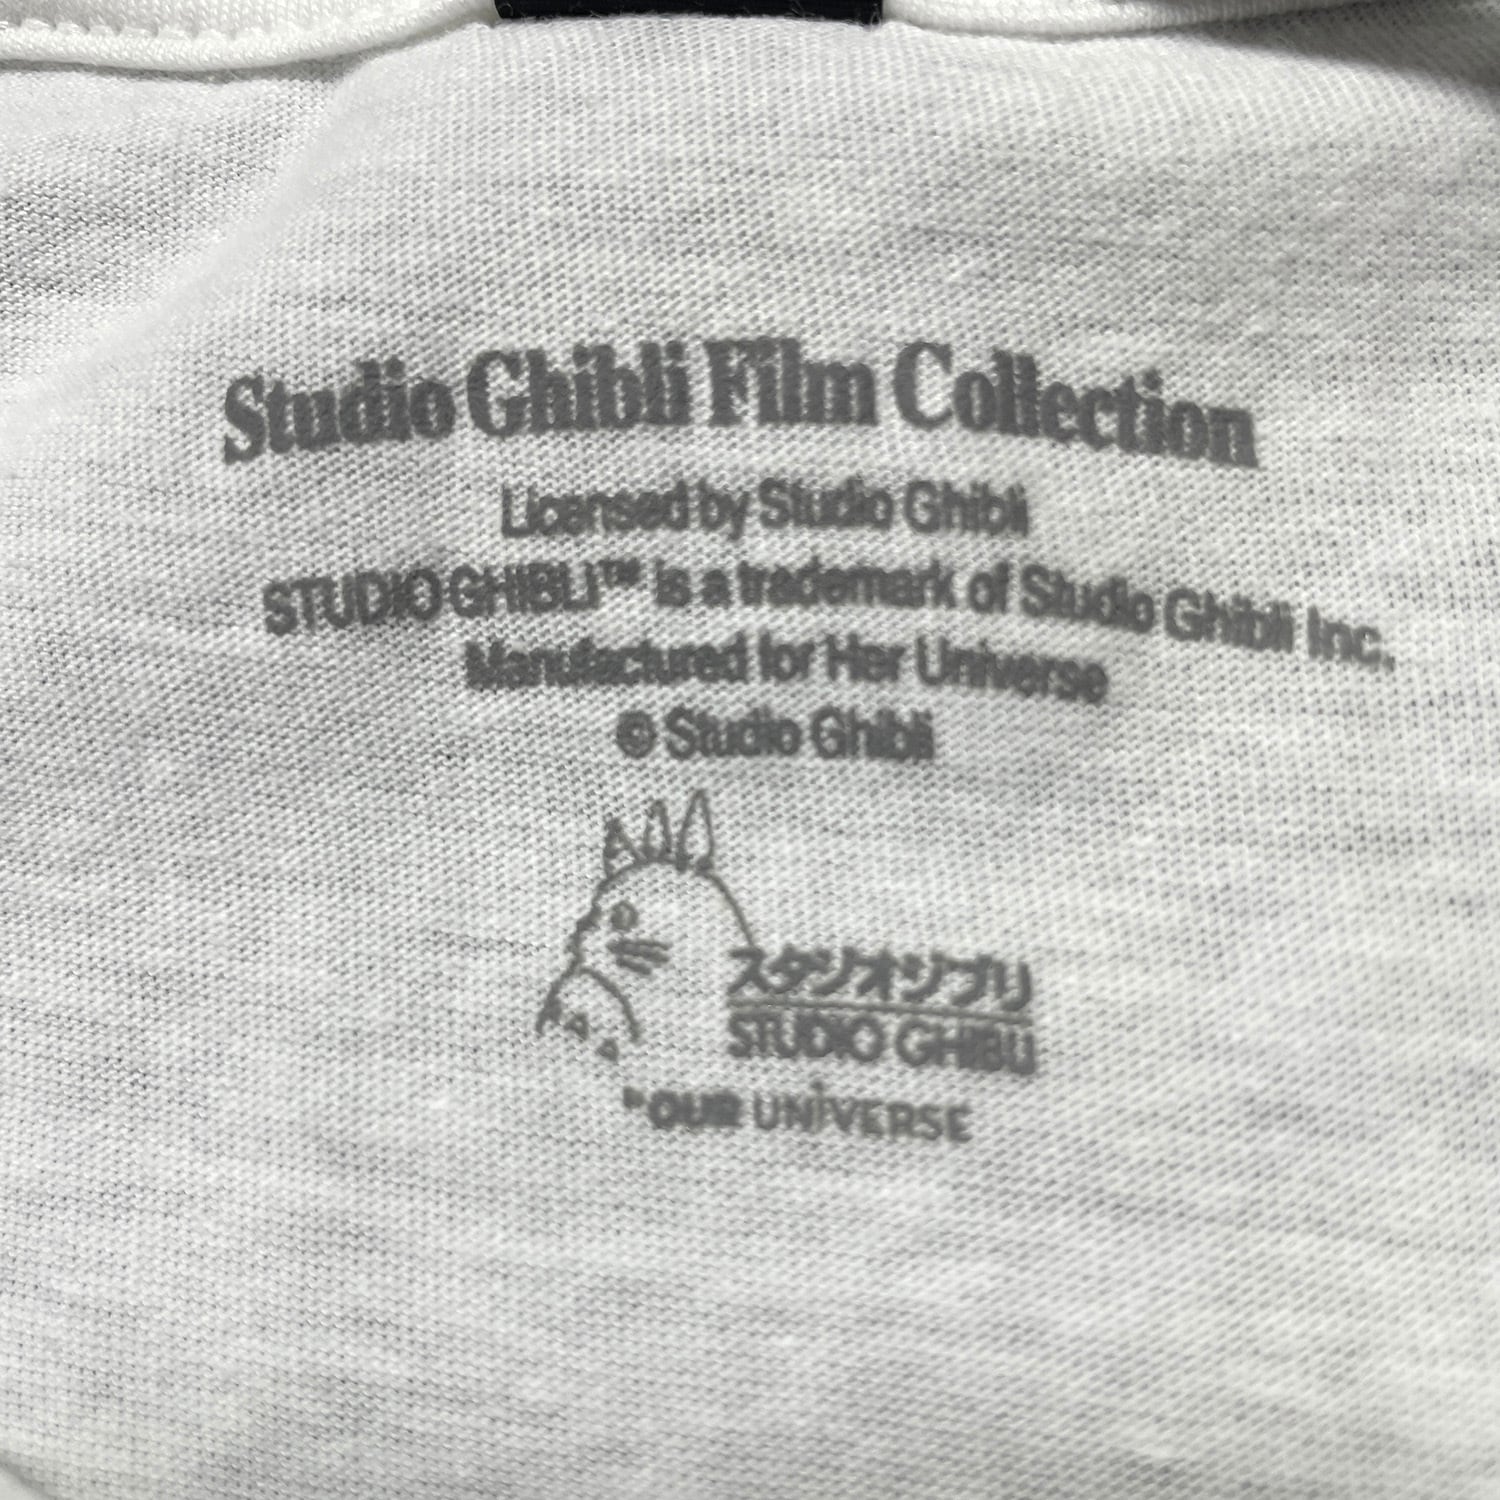 Studio Ghibli Film Collection
Licensed by Studio Ghibli
STUDIO GHIBLI™ is a trademark of Studio Ghibli Inc.
Manufactured for Her Universe
© Studio Ghibli
スタジオジブリ
STUDIO GHIBLI
OUR UNIVERSE